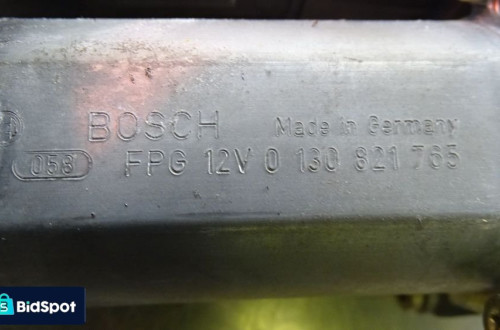 BOSCH Made in Germany
058 FPG 12V 0 130 821 765
BidSpot